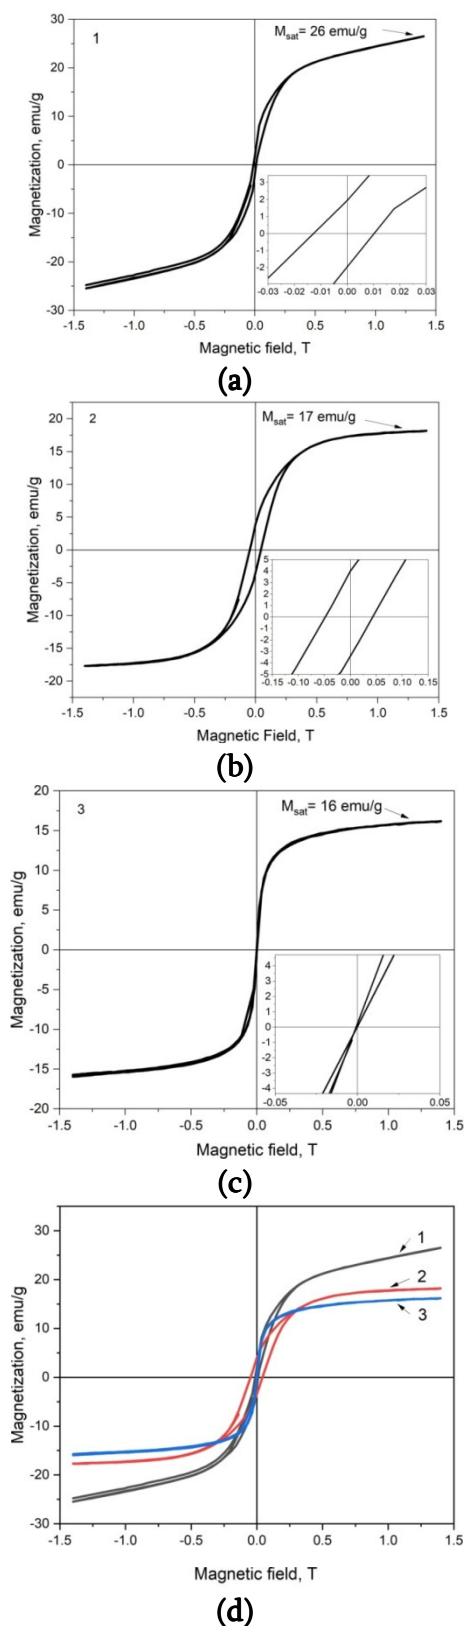 1
M_sat= 26 emu/g
30
20
10
0
-10
-20
-30
Magnetization, emu/g
3
2
1
0
-1
-2
-0.03 -0.02 -0.01 0.00 0.01 0.02 0.03
-1.5 -1.0 -0.5 0.0 0.5 1.0 1.5
Magnetic field, T
(a)
2
M_sat= 17 emu/g
20
15
10
5
0
-5
-10
-15
-20
Magnetization, emu/g
5
4
3
2
1
0
-1
-2
-3
-4
-5
-0.15 -0.10 -0.05 0.00 0.05 0.10 0.15
-1.5 -1.0 -0.5 0.0 0.5 1.0 1.5
Magnetic Field, T
(b)
3
M_sat= 16 emu/g
20
15
10
5
0
-5
-10
-15
-20
Magnetization, emu/g
4
3
2
1
0
-1
-2
-3
-4
-0.05 0.00 0.05
-1.5 -1.0 -0.5 0.0 0.5 1.0 1.5
Magnetic field, T
(c)
1
2
3
30
20
10
0
-10
-20
-30
Magnetization, emu/g
-1.5 -1.0 -0.5 0.0 0.5 1.0 1.5
Magnetic field, T
(d)